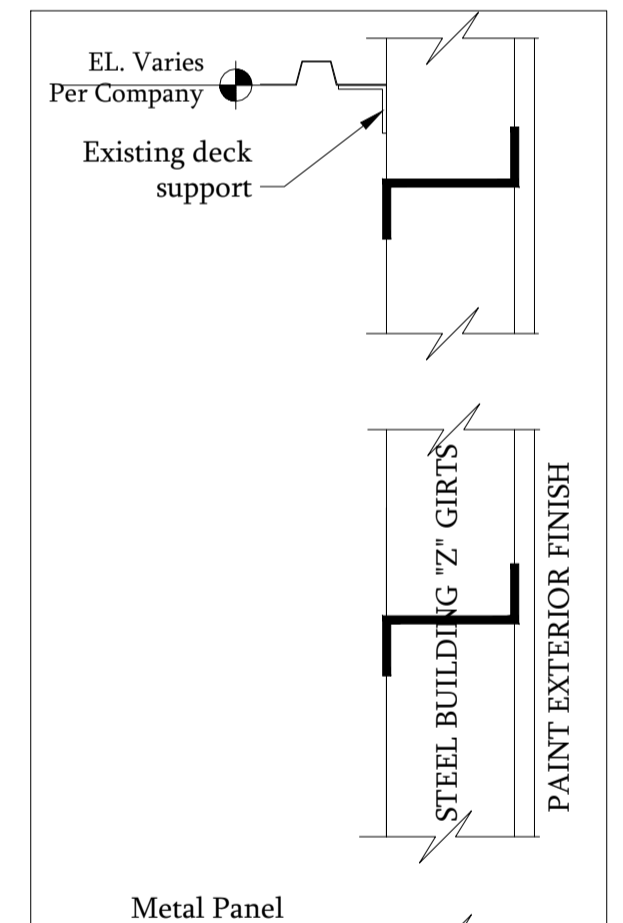 EL. Varies
Per Company
Existing deck
support
STEEL BUILDING "Z" GIRTS
PAINT EXTERIOR FINISH
Metal Panel